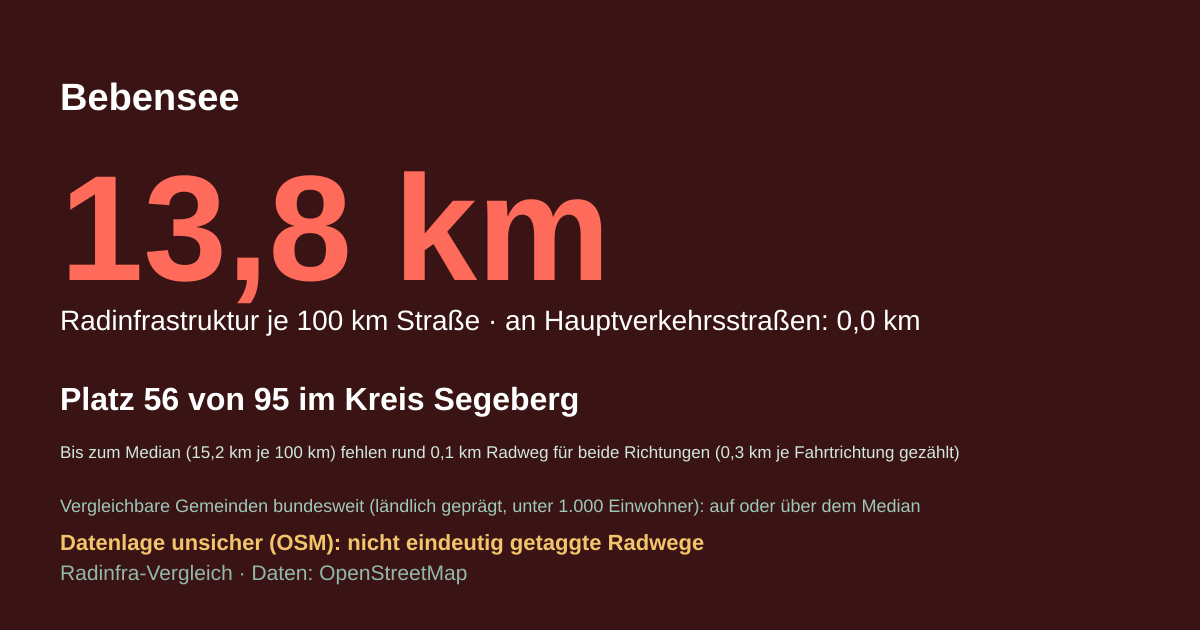 Bebensee
13,8 km
Radinfrastruktur je 100 km Straße · an Hauptverkehrsstraßen: 0,0 km
Platz 56 von 95 im Kreis Segeberg
Bis zum Median (15,2 km je 100 km) fehlen rund 0,1 km Radweg für beide Richtungen (0,3 km je Fahrtrichtung gezählt)
Vergleichbare Gemeinden bundesweit (ländlich geprägt, unter 1.000 Einwohner): auf oder über dem Median
Datenlage unsicher (OSM): nicht eindeutig getaggte Radwege
Radinfra-Vergleich · Daten: OpenStreetMap